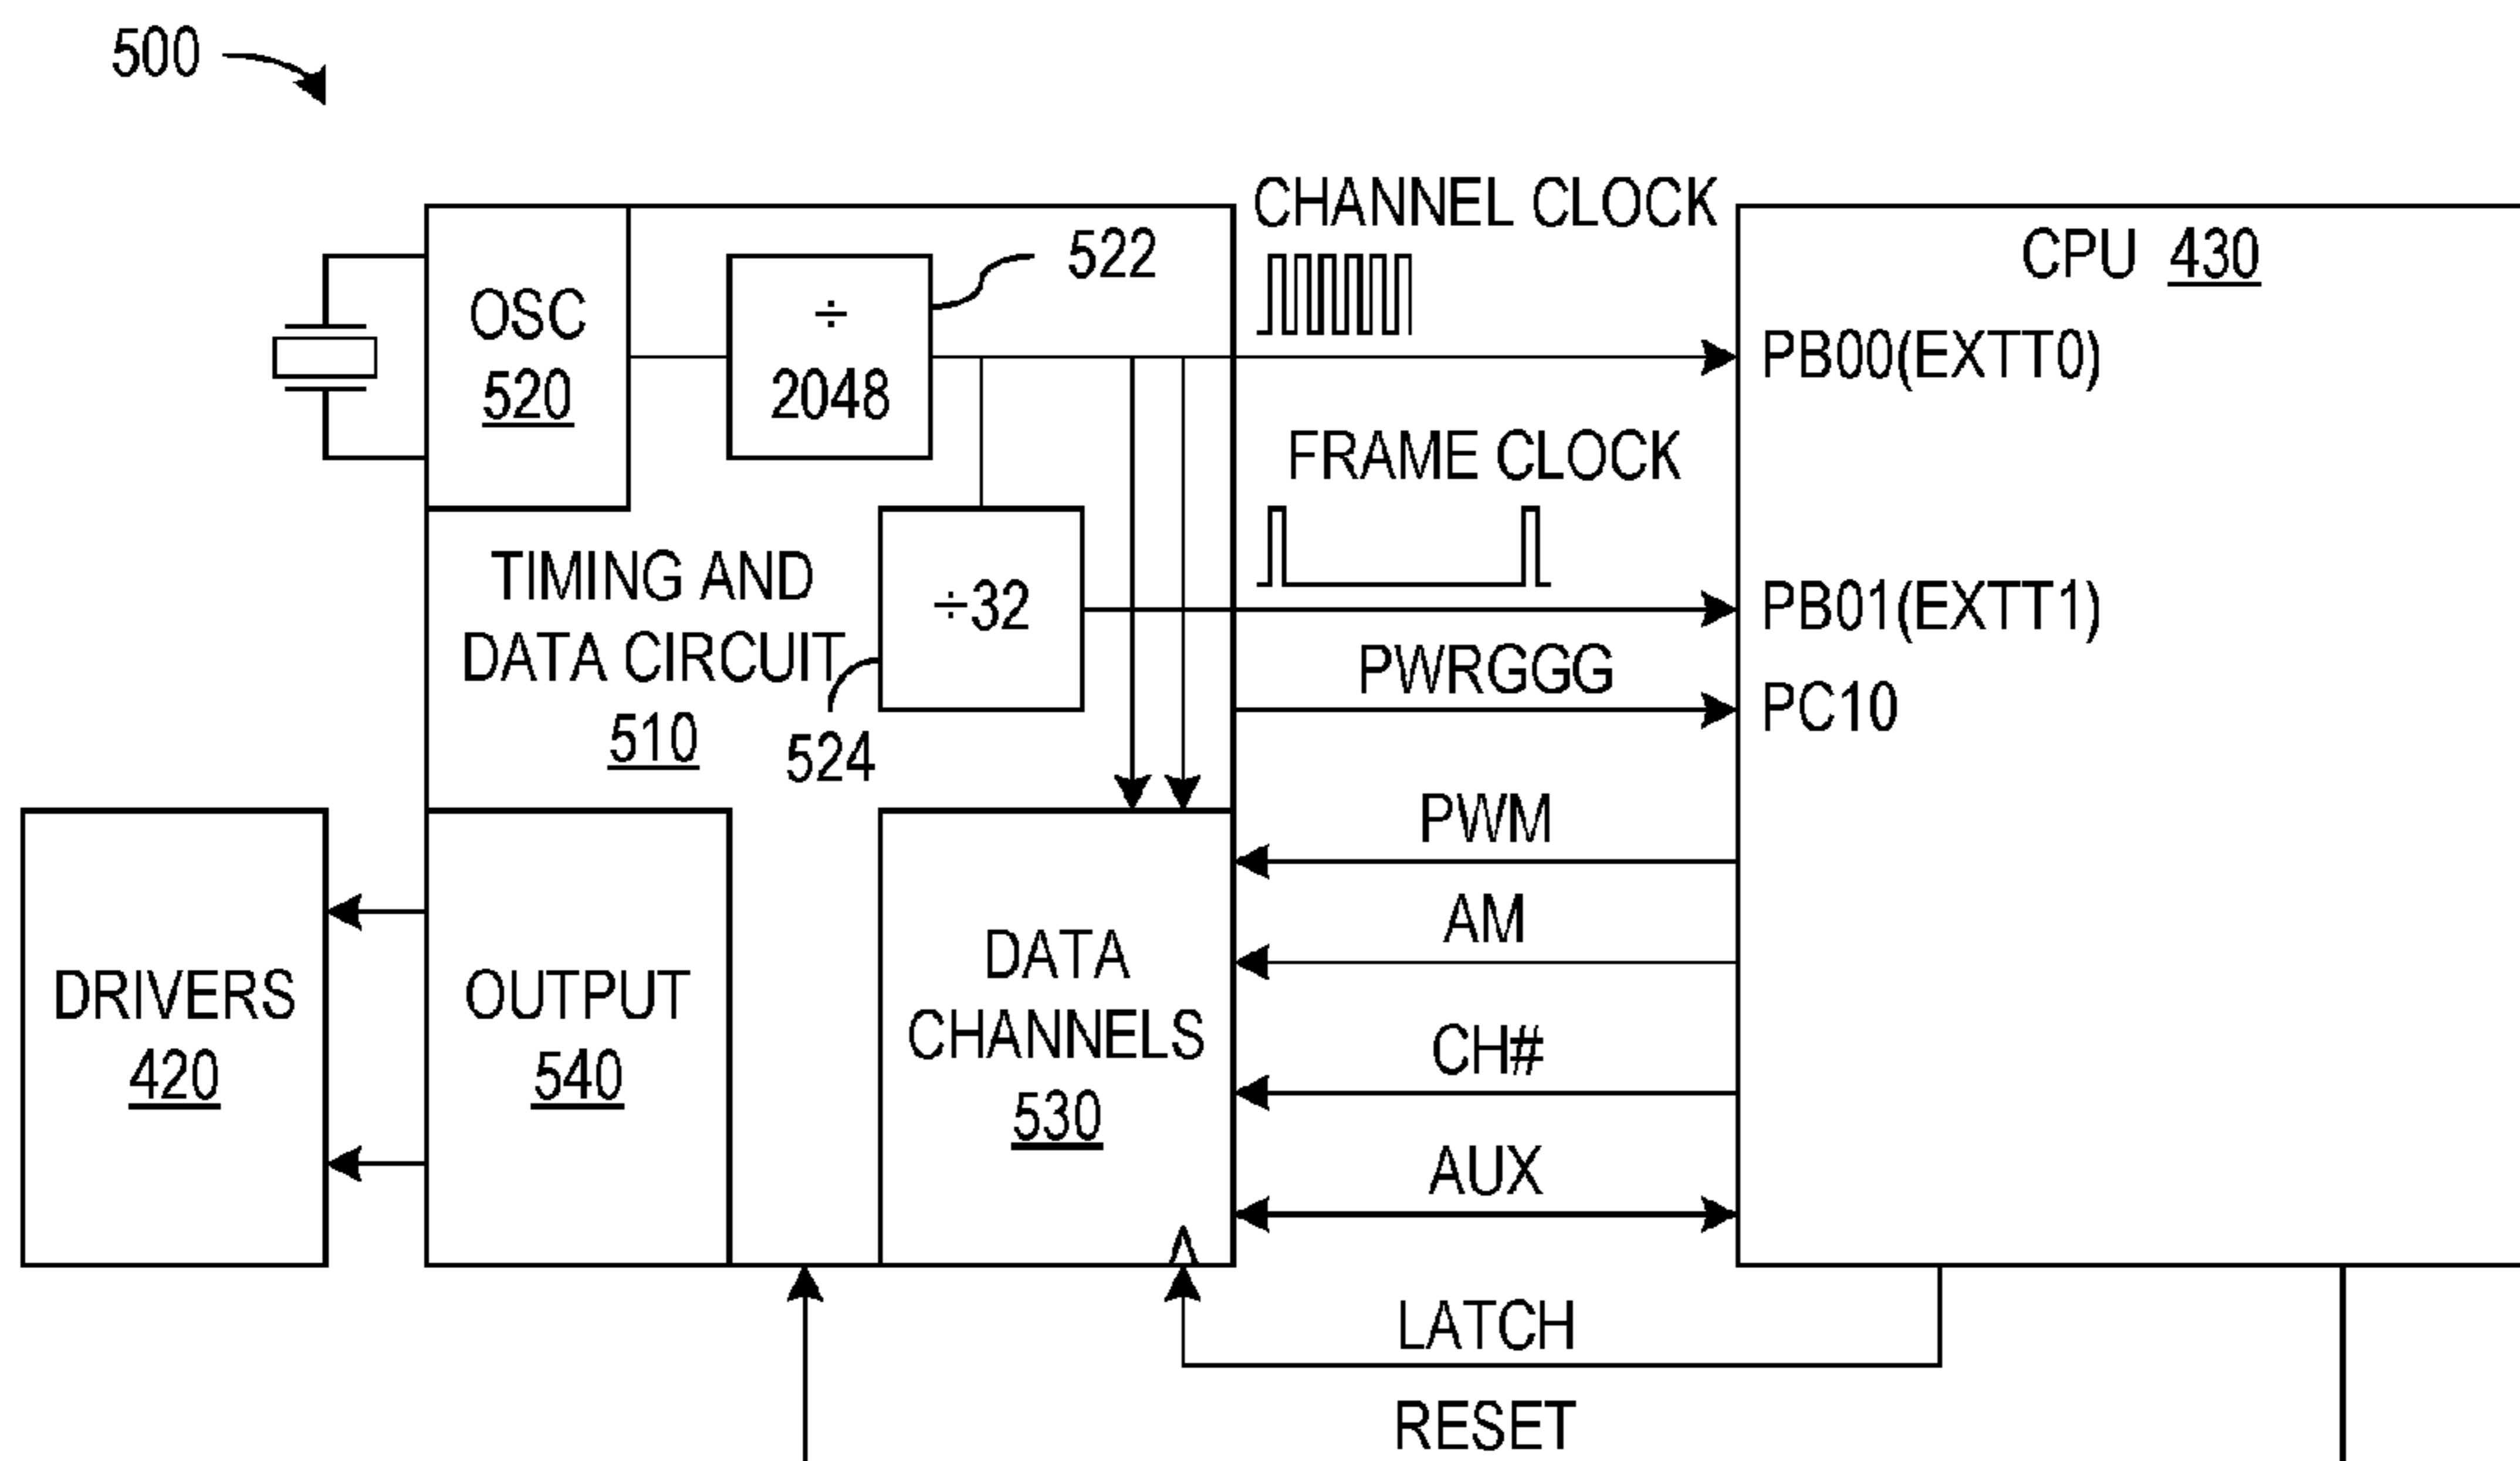 500
CHANNEL CLOCK
522
CPU 430
OSC
520
÷
2048
PB00(EXTT0)
FRAME CLOCK
TIMING AND
DATA CIRCUIT
510
÷32
524
PB01(EXTT1)
PWRGGG
PC10
PWM
AM
DRIVERS
420
OUTPUT
540
DATA
CHANNELS
530
CH#
AUX
LATCH
RESET